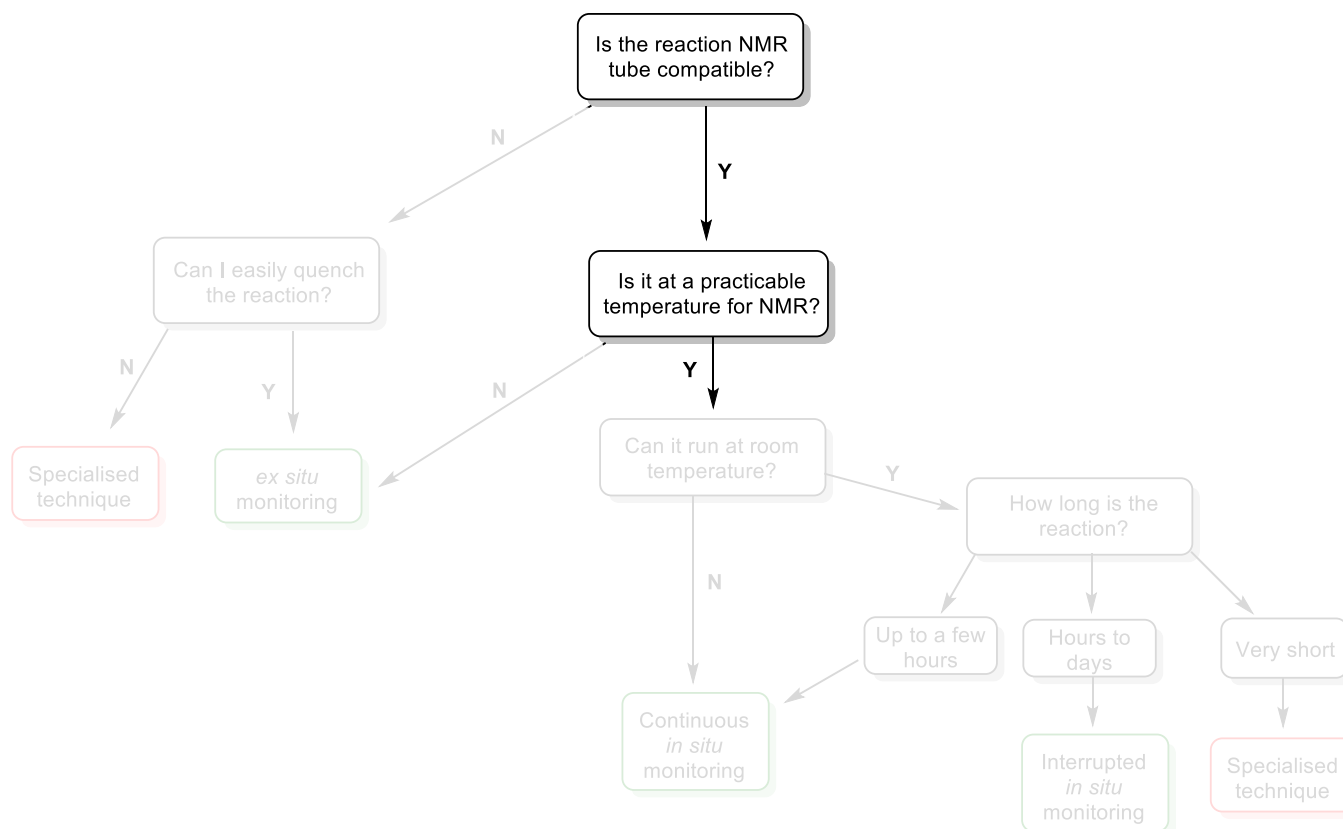 Is the reaction NMR
tube compatible?
N
Y
Can I easily quench
the reaction?
Is it at a practicable
temperature for NMR?
N
Y
N
Y
Specialised
technique
ex situ
monitoring
Can it run at room
temperature?
Y
How long is the
reaction?
N
Up to a few
hours
Hours to
days
Very short
Continuous
in situ
monitoring
Interrupted
in situ
monitoring
Specialised
technique